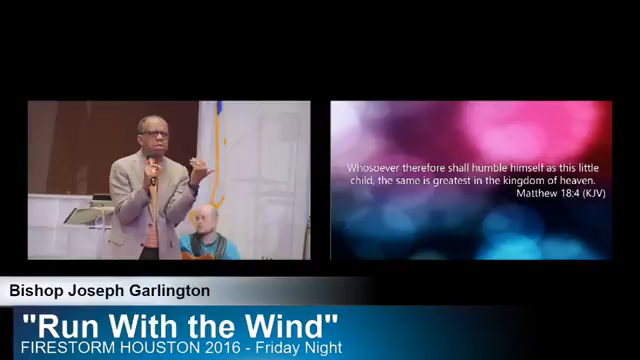 Whosoever therefore shall humble himself as this little
child, the same is greatest in the kingdom of heaven.
Matthew 18:4 (KJV)
Bishop Joseph Garlington
"Run With the Wind"
FIRESTORM HOUSTON 2016 - Friday Night